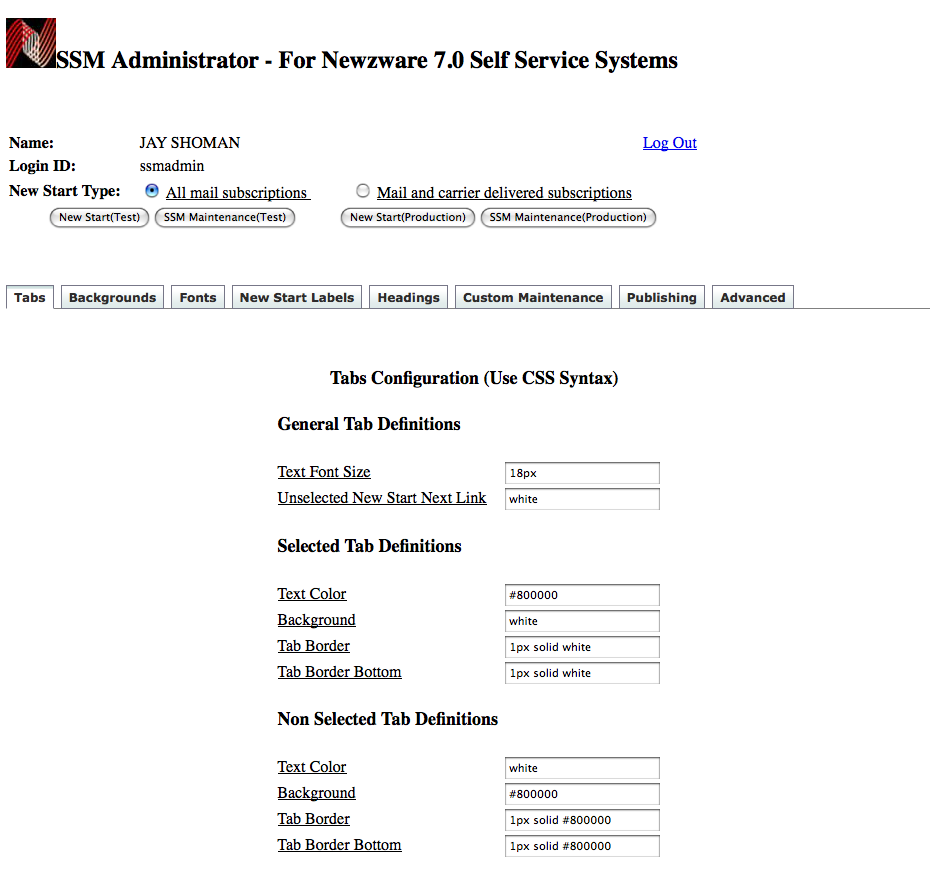 SSM Administrator - For Newzware 7.0 Self Service Systems
Name: JAY SHOMAN Log Out
Login ID: ssmadmin
New Start Type: All mail subscriptions Mail and carrier delivered subscriptions
New Start(Test) SSM Maintenance(Test) New Start(Production) SSM Maintenance(Production)
Tabs Backgrounds Fonts New Start Labels Headings Custom Maintenance Publishing Advanced
Tabs Configuration (Use CSS Syntax)
General Tab Definitions
Text Font Size 18px
Unselected New Start Next Link white
Selected Tab Definitions
Text Color #800000
Background white
Tab Border 1px solid white
Tab Border Bottom 1px solid white
Non Selected Tab Definitions
Text Color white
Background #800000
Tab Border 1px solid #800000
Tab Border Bottom 1px solid #800000